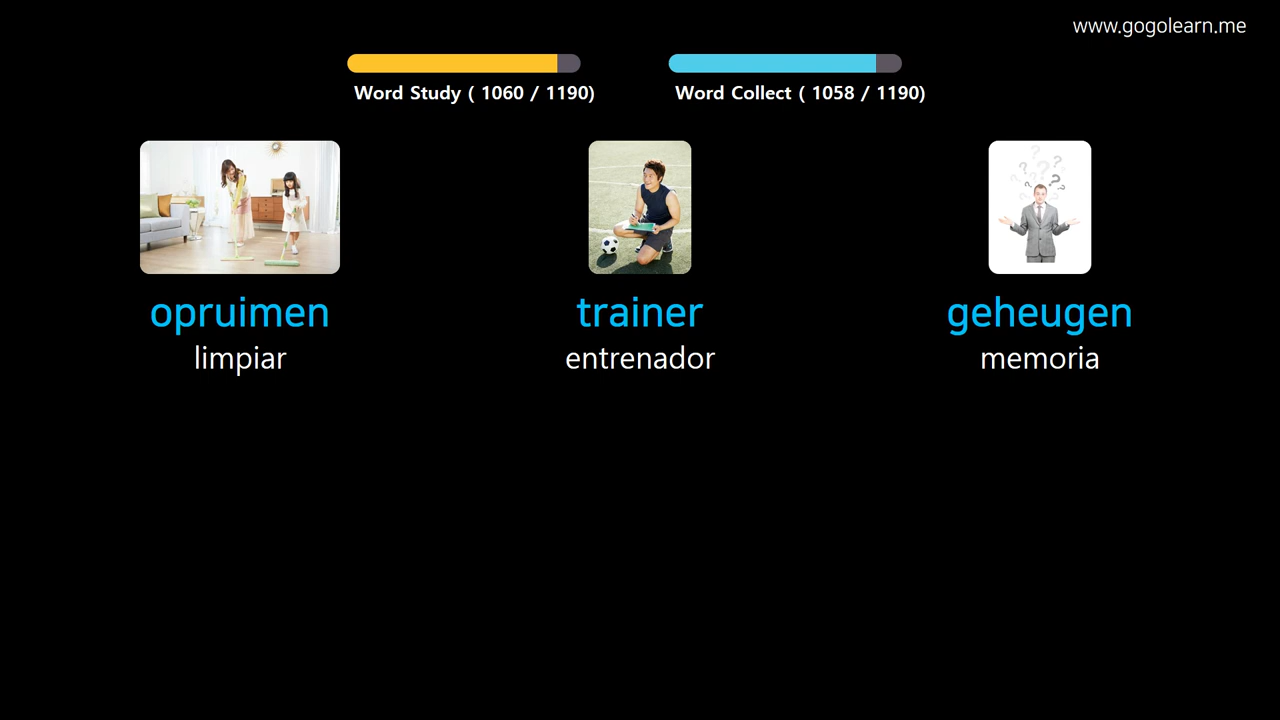 www.gogolearn.me
Word Study ( 1060 / 1190)
Word Collect ( 1058 / 1190)
opruimen
limpiar
trainer
entrenador
geheugen
memoria